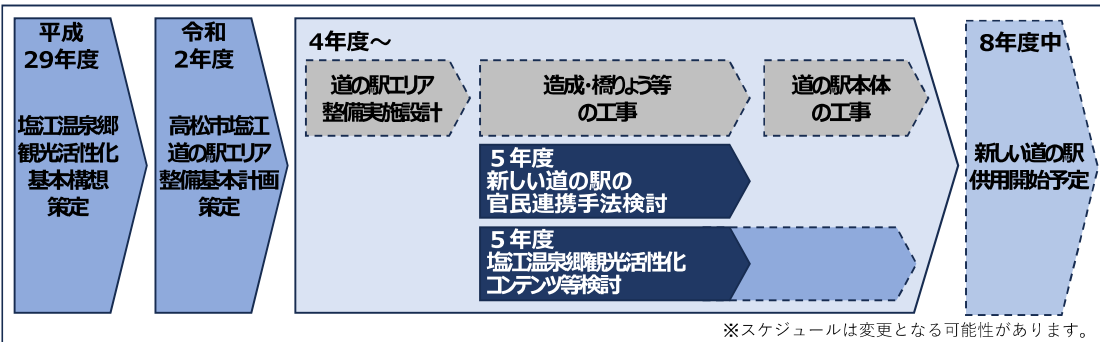 平成
29年度
塩江温泉郷
観光活性化
基本構想
策定
令和
2年度
高松市塩江
道の駅エリア
整備基本計画
策定
4年度～
道の駅エリア
整備実施設計
造成・橋りょう等
の工事
道の駅本体
の工事
５年度
新しい道の駅の
官民連携手法検討
５年度
塩江温泉郷観光活性化
コンテンツ等検討
8年度中
新しい道の駅
供用開始予定
※スケジュールは変更となる可能性があります。